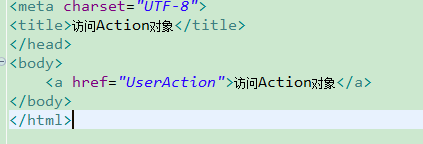 <meta charset="UTF-8">
<title>访问Action对象</title>
</head>
<body>
<a href="UserAction">访问Action对象</a>
</body>
</html>